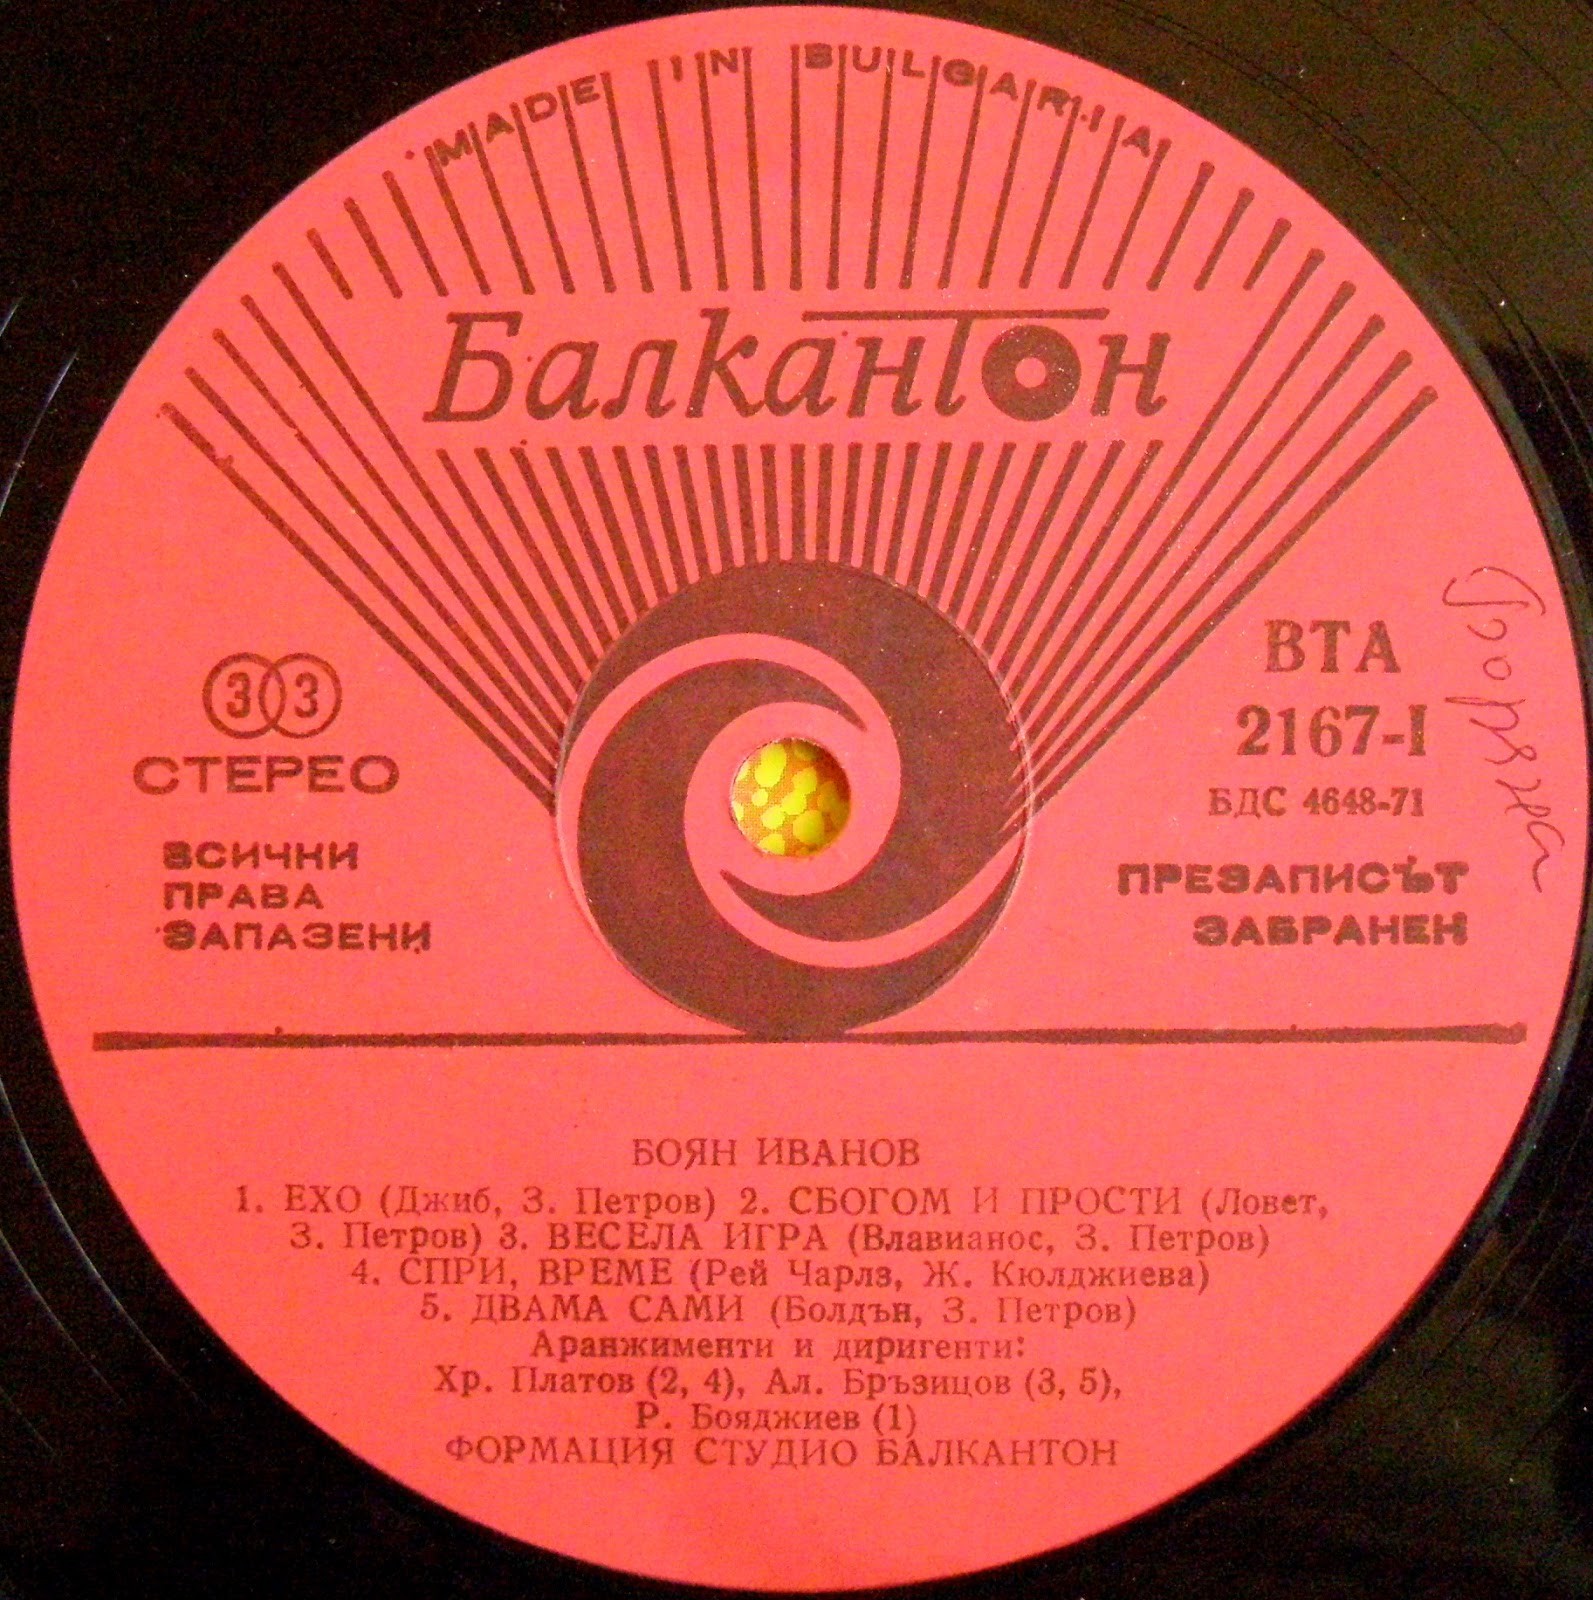 MADE IN BULGARIA
Балкантон
33
СТЕРЕО
ВСИЧКИ
ПРАВА
ЗАПАЗЕНИ
ВТА
2167-I
БДС 4648-71
ПРЕЗАПИСЪТ
ЗАБРАНЕН
БОЯН ИВАНОВ
1. ЕХО (Джиб, З. Петров) 2. СБОГОМ И ПРОСТИ (Ловет,
З. Петров) 3. ВЕСЕЛА ИГРА (Влавианос, З. Петров)
4. СПРИ, ВРЕМЕ (Рей Чарлз, Ж. Кюлджиева)
5. ДВАМА САМИ (Болдън, З. Петров)
Аранжименти и диригенти:
Хр. Платов (2, 4), Ал. Бръзицов (3, 5),
Р. Бояджиев (1)
ФОРМАЦИЯ СТУДИО БАЛКАНТОН